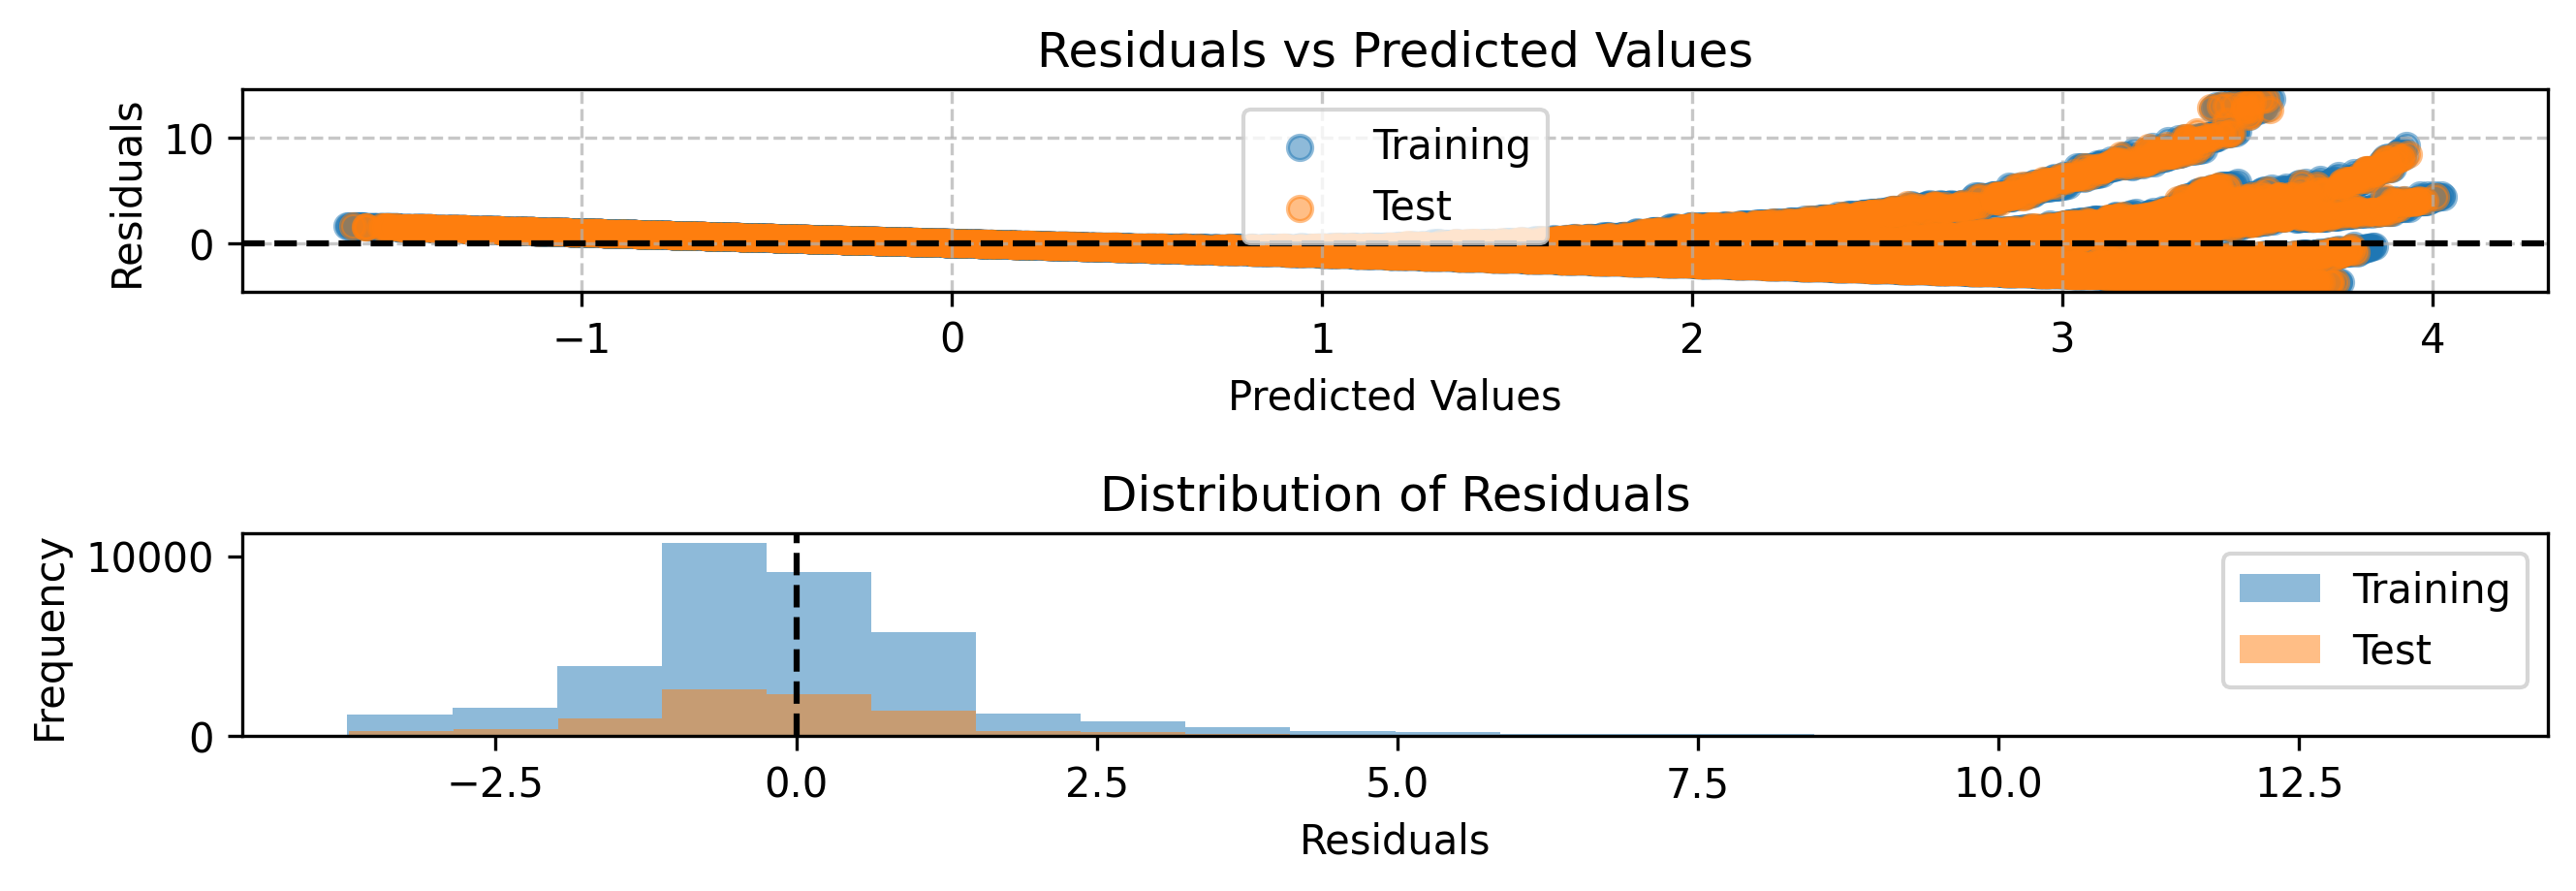 Residuals vs Predicted Values
Residuals
10
0
Training
Test
−1 0 1 2 3 4
Predicted Values
Distribution of Residuals
Frequency
10000
0
Training
Test
−2.5 0.0 2.5 5.0 7.5 10.0 12.5
Residuals